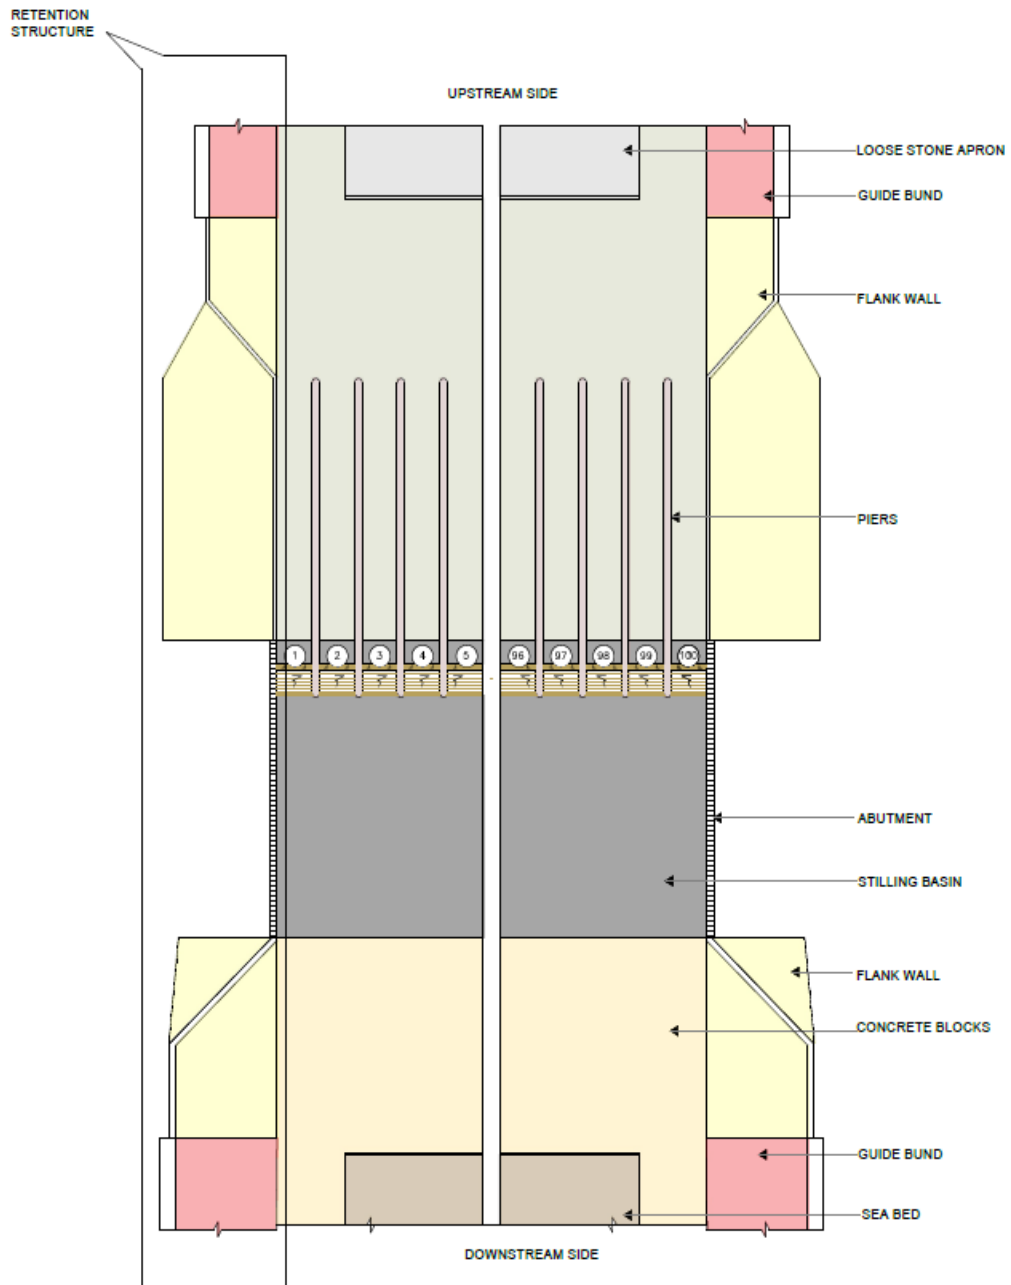 RETENTION
STRUCTURE
UPSTREAM SIDE
LOOSE STONE APRON
GUIDE BUND
FLANK WALL
PIERS
1 2 3 4 5 96 97 98 99 100
ABUTMENT
STILLING BASIN
FLANK WALL
CONCRETE BLOCKS
GUIDE BUND
SEA BED
DOWNSTREAM SIDE